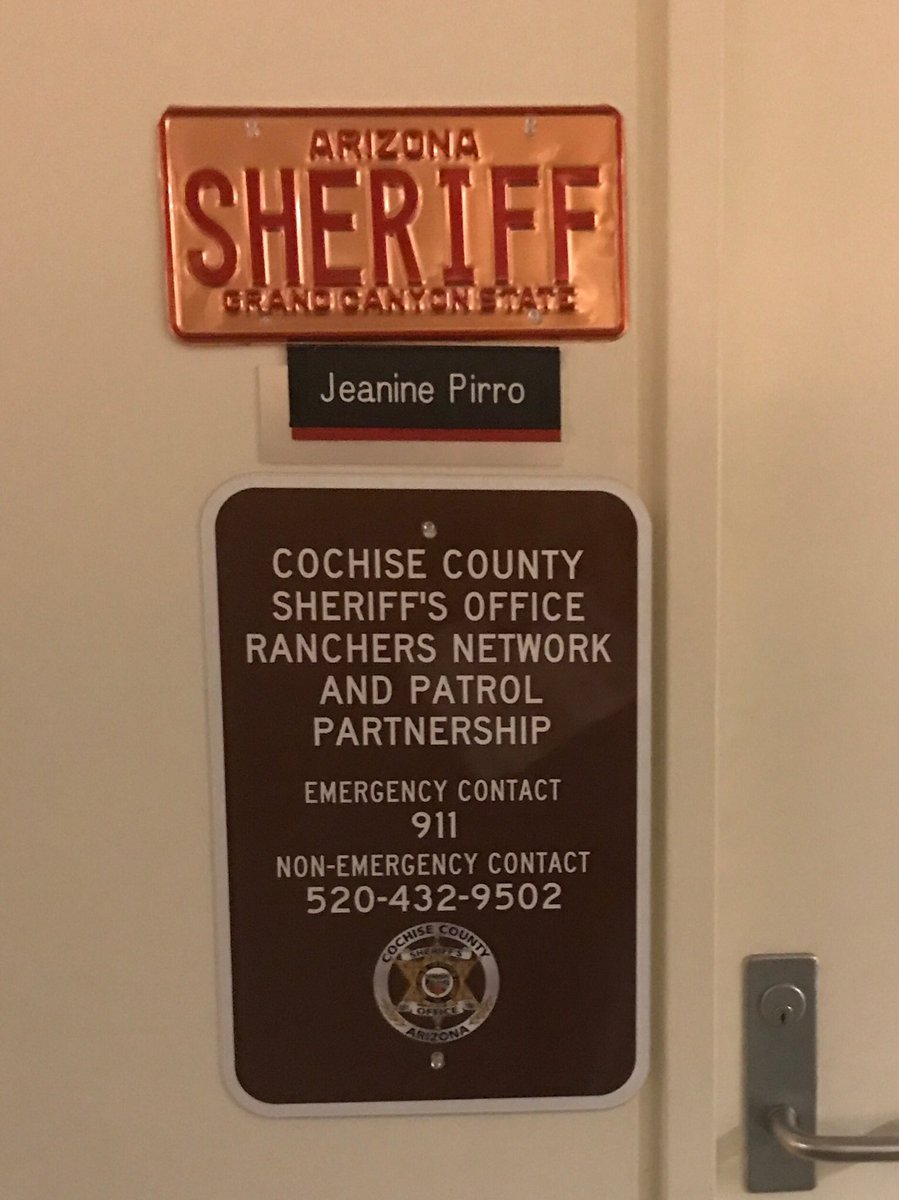 ARIZONA
SHERIFF
GRAND CANYON STATE
Jeanine Pirro
COCHISE COUNTY
SHERIFF'S OFFICE
RANCHERS NETWORK
AND PATROL
PARTNERSHIP
EMERGENCY CONTACT
911
NON-EMERGENCY CONTACT
520-432-9502
COCHISE COUNTY
SHERIFF'S
OFFICE
ARIZONA